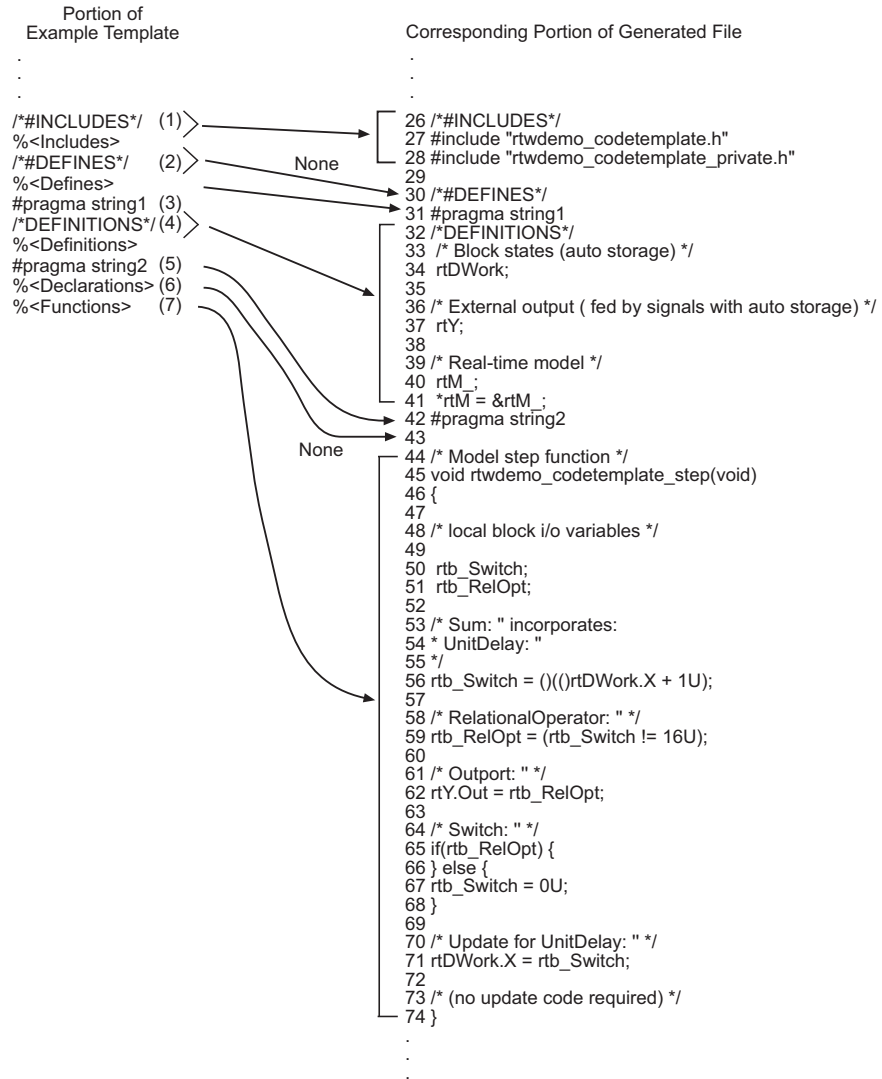 Portion of
Example Template
.
.
.
/*#INCLUDES*/ (1)
%<Includes>
/*#DEFINES*/ (2)
%<Defines>
#pragma string1 (3)
/*DEFINITIONS*/ (4)
%<Definitions>
#pragma string2 (5)
%<Declarations> (6)
%<Functions> (7)
None
None
Corresponding Portion of Generated File
.
.
.
26 /*#INCLUDES*/
27 #include "rtwdemo_codetemplate.h"
28 #include "rtwdemo_codetemplate_private.h"
29
30 /*#DEFINES*/
31 #pragma string1
32 /*DEFINITIONS*/
33 /* Block states (auto storage) */
34 rtDWork;
35
36 /* External output ( fed by signals with auto storage) */
37 rtY;
38
39 /* Real-time model */
40 rtM_;
41 *rtM = &rtM_;
42 #pragma string2
43
44 /* Model step function */
45 void rtwdemo_codetemplate_step(void)
46 {
47
48 /* local block i/o variables */
49
50 rtb_Switch;
51 rtb_RelOpt;
52
53 /* Sum: '' incorporates:
54 * UnitDelay: ''
55 */
56 rtb_Switch = ()(()rtDWork.X + 1U);
57
58 /* RelationalOperator: '' */
59 rtb_RelOpt = (rtb_Switch != 16U);
60
61 /* Outport: '' */
62 rtY.Out = rtb_RelOpt;
63
64 /* Switch: '' */
65 if(rtb_RelOpt) {
66 } else {
67 rtb_Switch = 0U;
68 }
69
70 /* Update for UnitDelay: '' */
71 rtDWork.X = rtb_Switch;
72
73 /* (no update code required) */
74 }
.
.
.